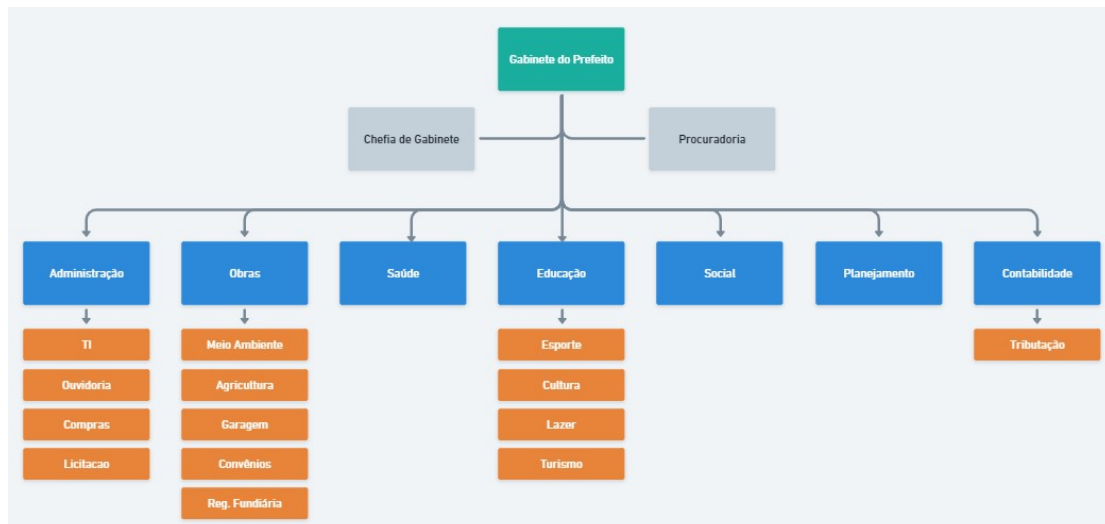 Gabinete do Prefeito
Chefia de Gabinete
Procuradoria
Administração
Obras
Saúde
Educação
Social
Planejamento
Contabilidade
TI
Meio Ambiente
Esporte
Tributação
Ouvidoria
Agricultura
Cultura
Compras
Garagem
Lazer
Licitacao
Convênios
Turismo
Reg. Fundiária